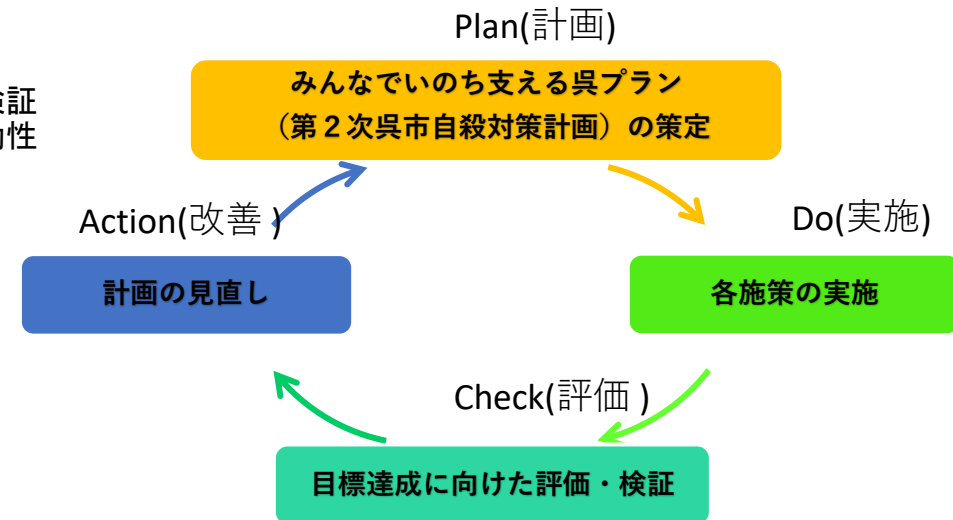 Plan(計画)
みんなでいのち支える呉プラン
（第２次呉市自殺対策計画）の策定
検証
性
Action(改善 )
Do(実施)
計画の見直し
各施策の実施
Check(評価 )
目標達成に向けた評価・検証